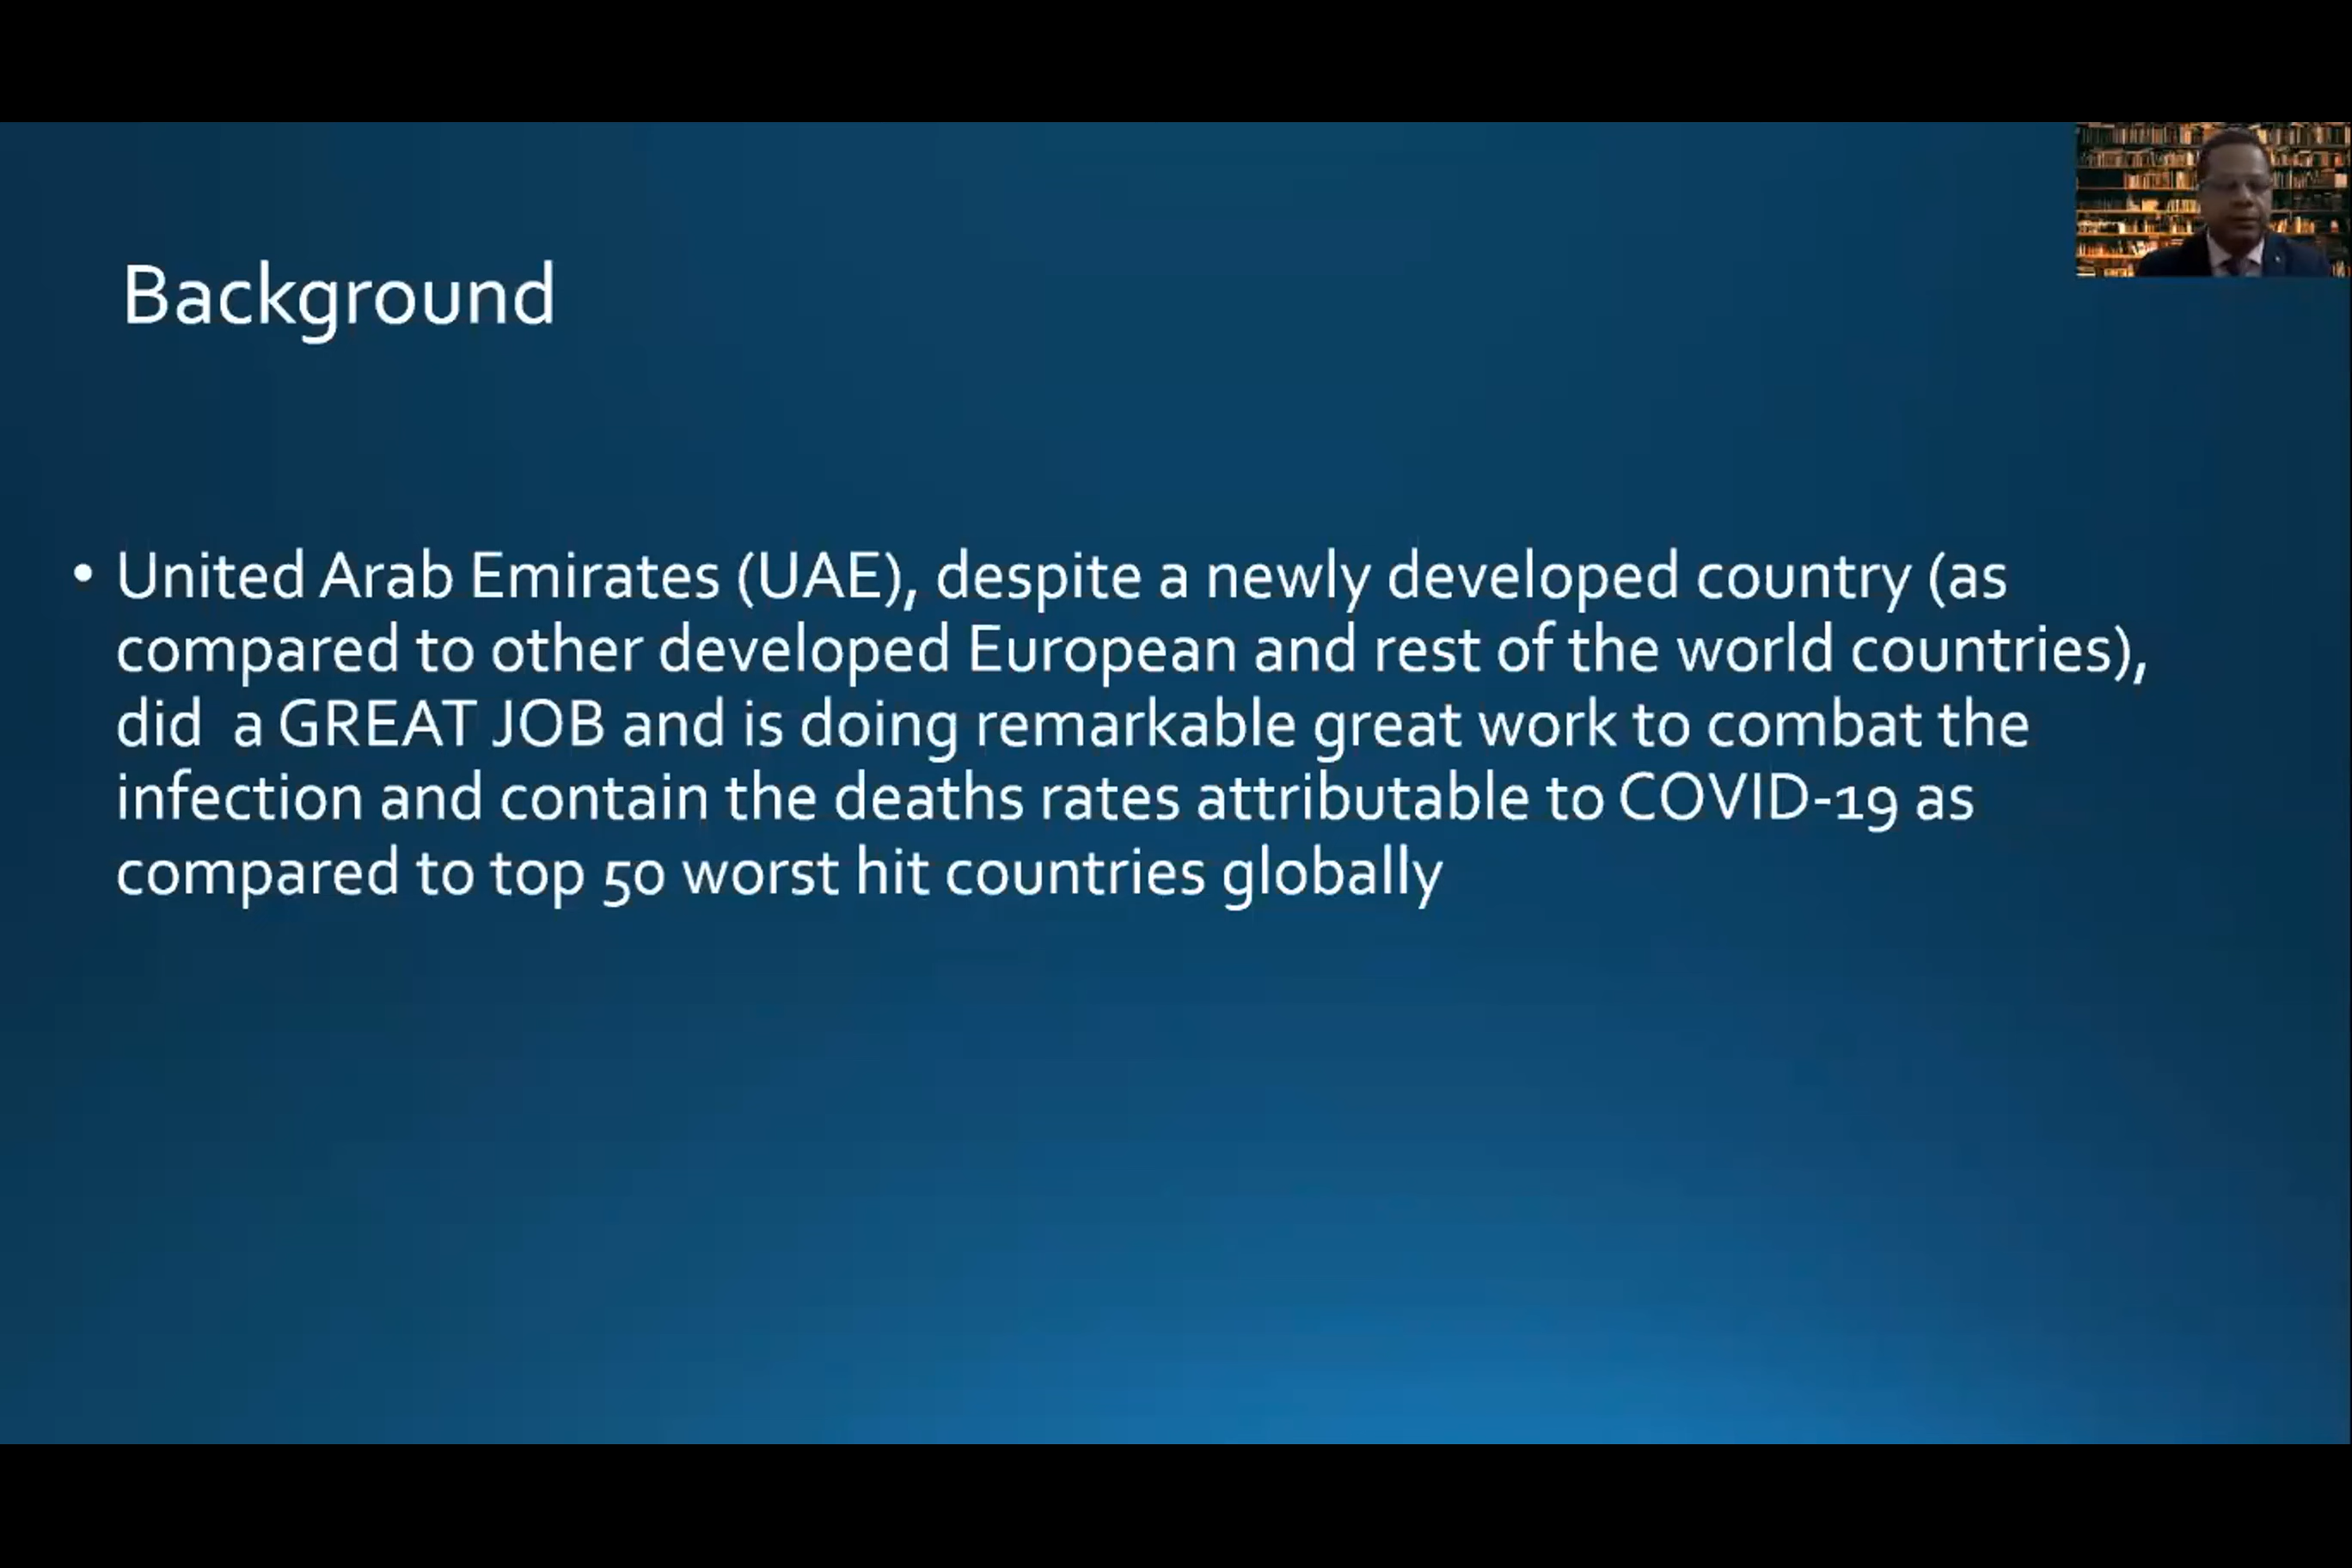 Background
• United Arab Emirates (UAE), despite a newly developed country (as
compared to other developed European and rest of the world countries),
did  a GREAT JOB and is doing remarkable great work to combat the
infection and contain the deaths rates attributable to COVID-19 as
compared to top 50 worst hit countries globally